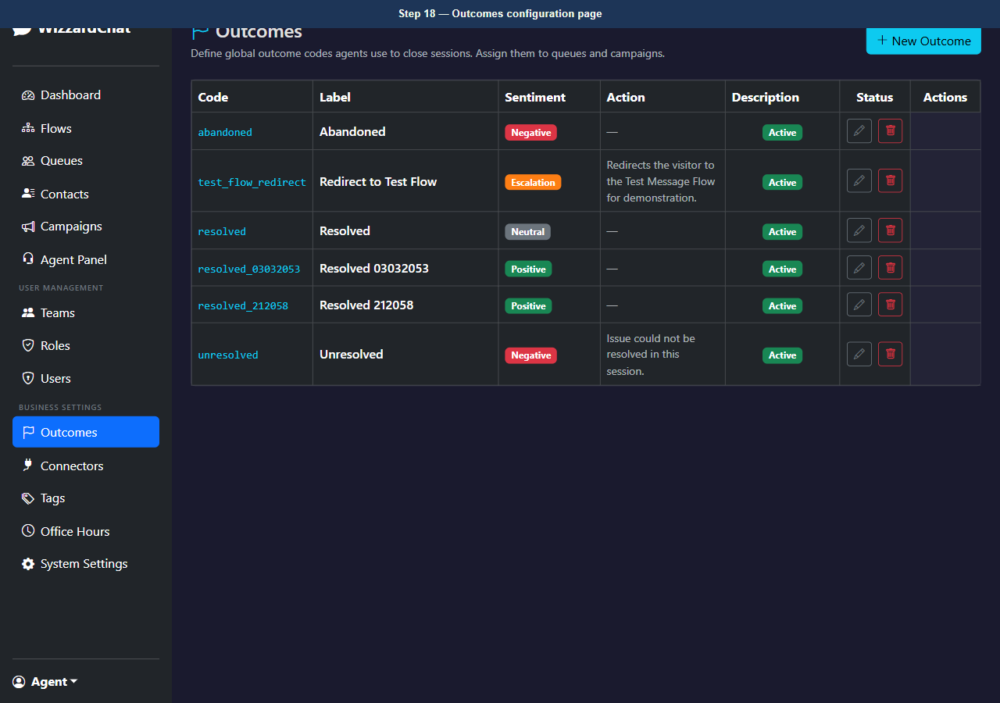 Step 18 — Outcomes configuration page
WizzardChat
Dashboard
Flows
Queues
Contacts
Campaigns
Agent Panel
USER MANAGEMENT
Teams
Roles
Users
BUSINESS SETTINGS
Outcomes
Connectors
Tags
Office Hours
System Settings
Agent
Outcomes
Define global outcome codes agents use to close sessions. Assign them to queues and campaigns.
+ New Outcome
Code Label Sentiment Action Description Status Actions
abandoned Abandoned Negative — Active
test_flow_redirect Redirect to Test Flow Escalation Redirects the visitor to
the Test Message Flow
for demonstration. Active
resolved Resolved Neutral — Active
resolved_03032053 Resolved 03032053 Positive — Active
resolved_212058 Resolved 212058 Positive — Active
unresolved Unresolved Negative Issue could not be
resolved in this
session. Active